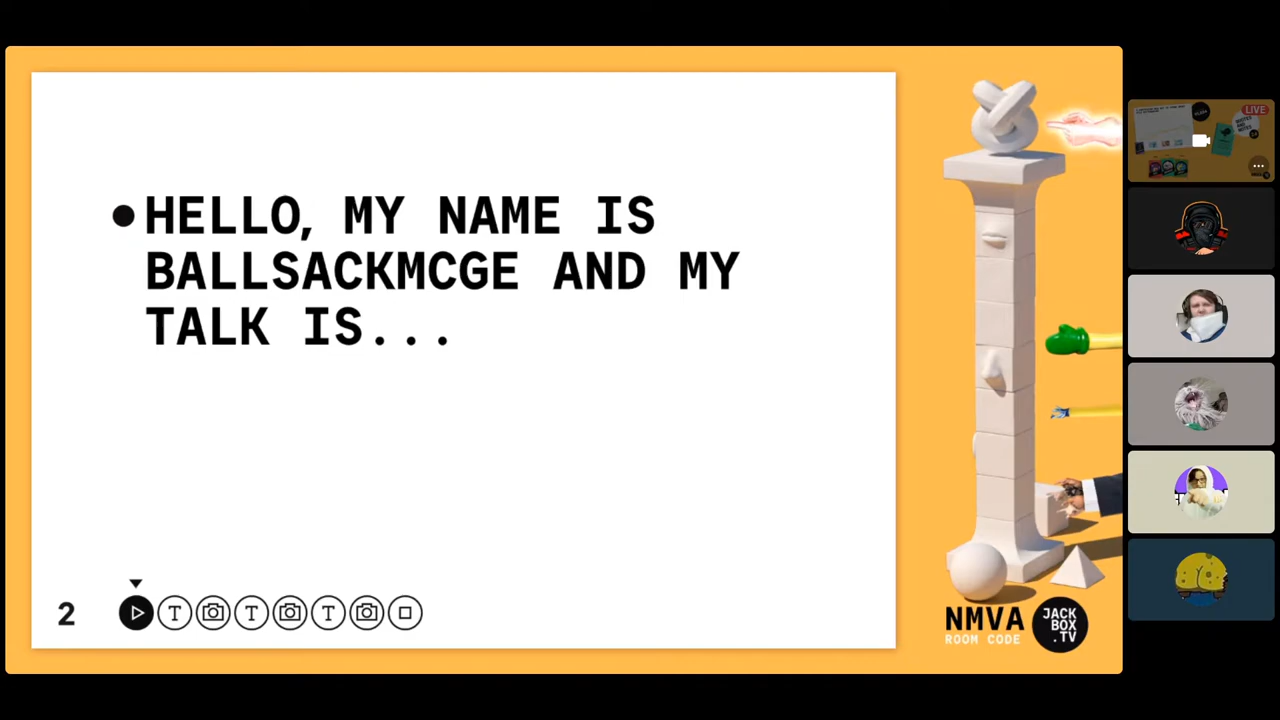 ● HELLO, MY NAME IS
BALLSACKMCGE AND MY
TALK IS...
2
T T T
NMVA
ROOM CODE
JACK
BOX
.TV
LIVE